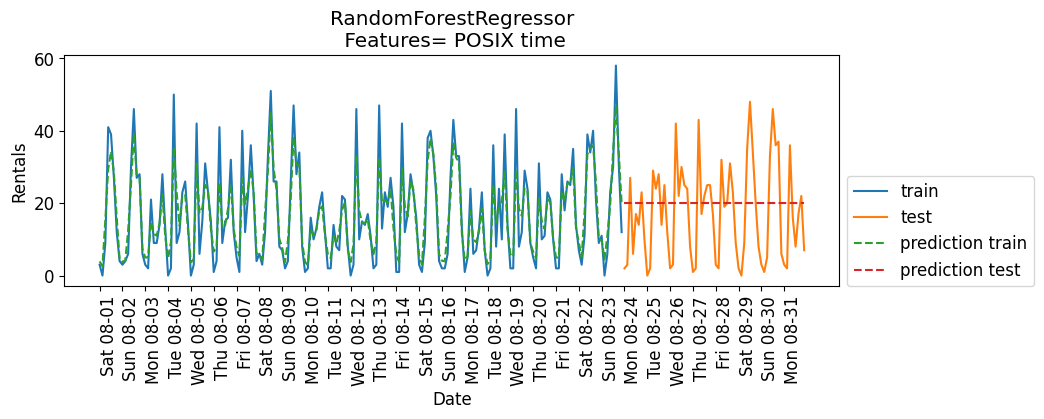 RandomForestRegressor
Features= POSIX time
Rentals
60
40
20
0
Sat 08-01
Sun 08-02
Mon 08-03
Tue 08-04
Wed 08-05
Thu 08-06
Fri 08-07
Sat 08-08
Sun 08-09
Mon 08-10
Tue 08-11
Wed 08-12
Thu 08-13
Fri 08-14
Sat 08-15
Sun 08-16
Mon 08-17
Tue 08-18
Wed 08-19
Thu 08-20
Fri 08-21
Sat 08-22
Sun 08-23
Mon 08-24
Tue 08-25
Wed 08-26
Thu 08-27
Fri 08-28
Sat 08-29
Sun 08-30
Mon 08-31
Date
train
test
prediction train
prediction test